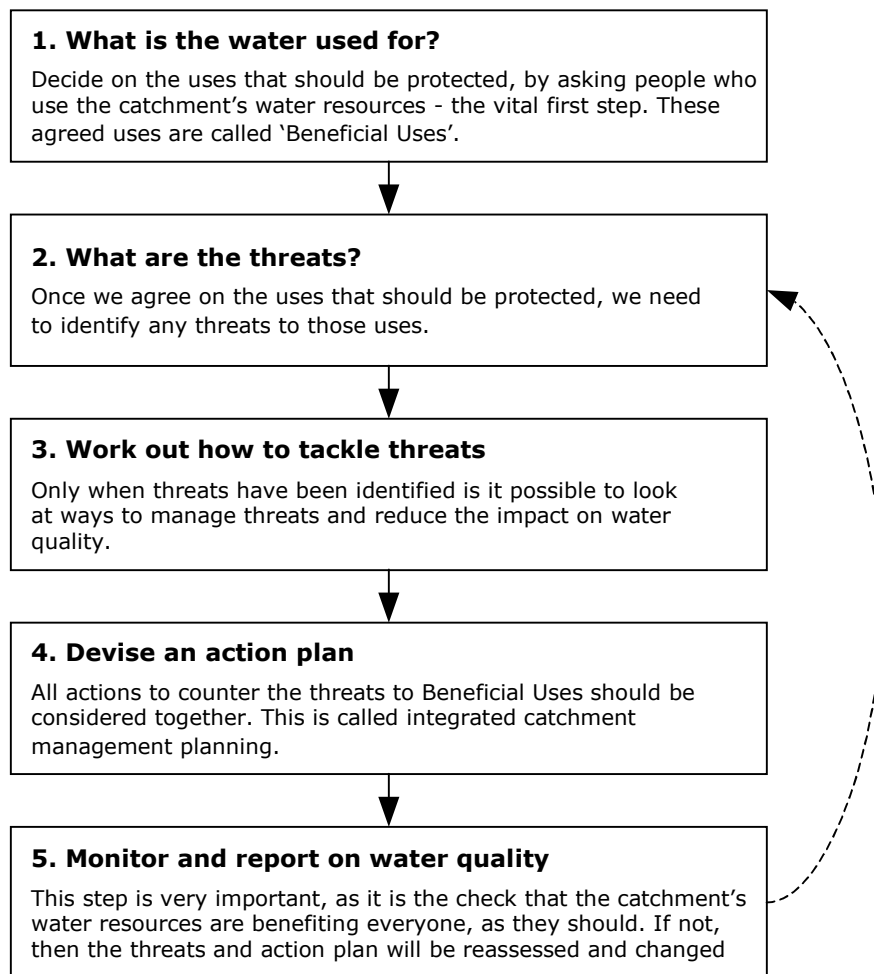 1. What is the water used for?
Decide on the uses that should be protected, by asking people who
use the catchment’s water resources - the vital first step. These
agreed uses are called ‘Beneficial Uses’.
2. What are the threats?
Once we agree on the uses that should be protected, we need
to identify any threats to those uses.
3. Work out how to tackle threats
Only when threats have been identified is it possible to look
at ways to manage threats and reduce the impact on water
quality.
4. Devise an action plan
All actions to counter the threats to Beneficial Uses should be
considered together. This is called integrated catchment
management planning.
5. Monitor and report on water quality
This step is very important, as it is the check that the catchment’s
water resources are benefiting everyone, as they should. If not,
then the threats and action plan will be reassessed and changed